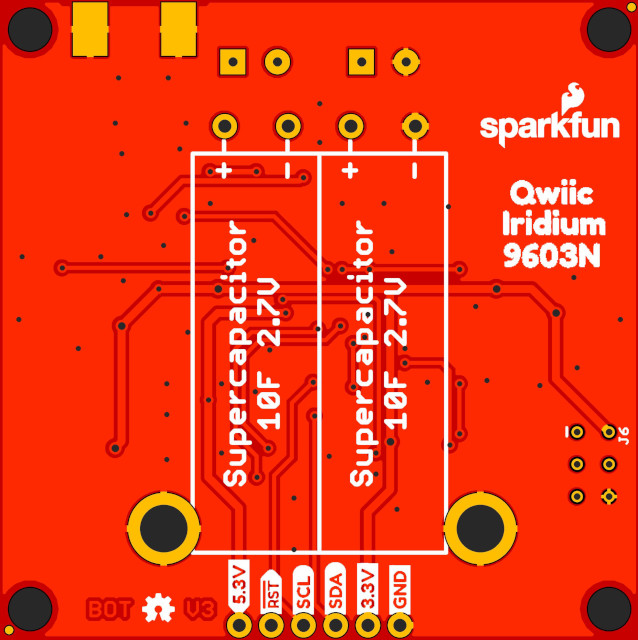 sparkfun
Qwiic
Iridium
9603N
+ − + −
Supercapacitor
10F 2.7V
Supercapacitor
10F 2.7V
J6
5.3V
RST
SCL
SDA
3.3V
GND
BOT V3